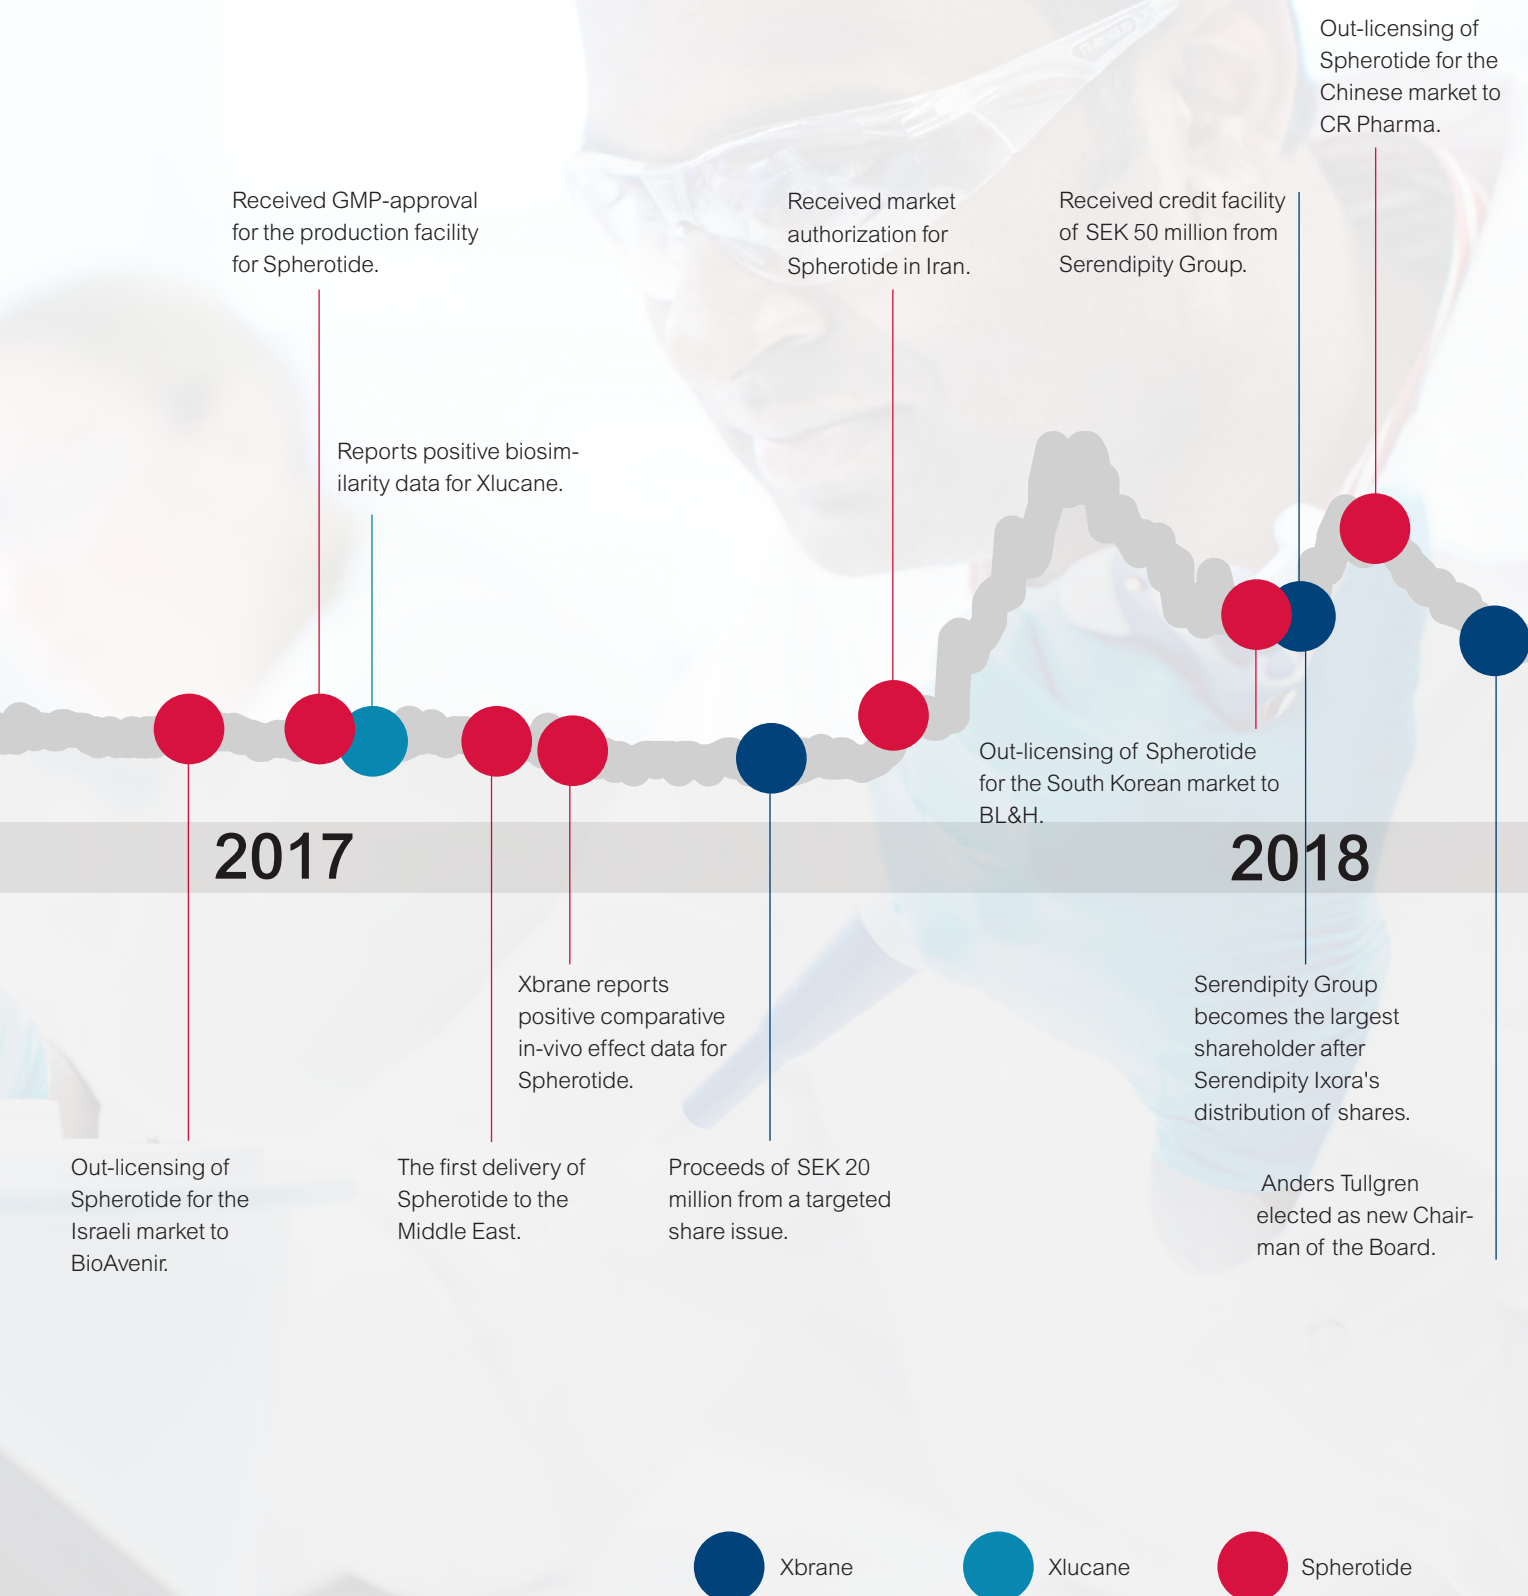 Out-licensing of
Spherotide for the
Chinese market to
CR Pharma.
Received GMP-approval
for the production facility
for Spherotide.
Received market
authorization for
Spherotide in Iran.
Received credit facility
of SEK 50 million from
Serendipity Group.
Reports positive biosim-
ilarity data for Xlucane.
Out-licensing of Spherotide
for the South Korean market to
BL&H.
2017
2018
Xbrane reports
positive comparative
in-vivo effect data for
Spherotide.
Serendipity Group
becomes the largest
shareholder after
Serendipity Ixora's
distribution of shares.
Out-licensing of
Spherotide for the
Israeli market to
BioAvenir.
The first delivery of
Spherotide to the
Middle East.
Proceeds of SEK 20
million from a targeted
share issue.
Anders Tullgren
elected as new Chair-
man of the Board.
Xbrane
Xlucane
Spherotide